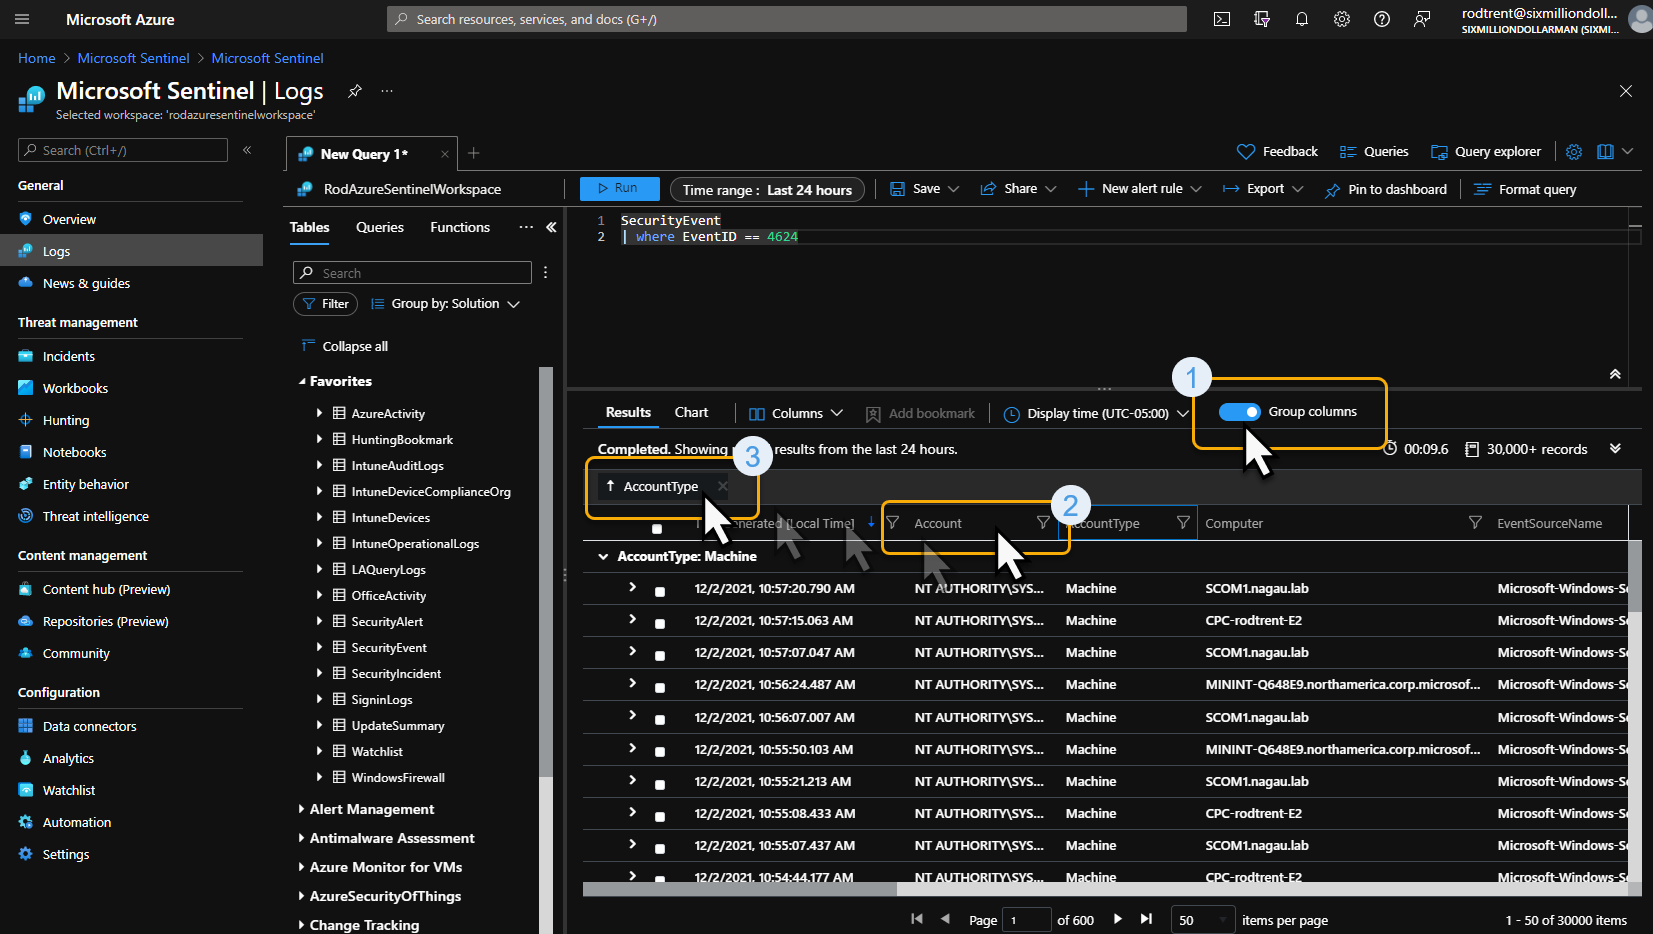 Microsoft Azure
Search resources, services, and docs (G+/)
rodtrent@sixmilliondoll...
SIXMILLIONDOLLARMAN (SIXMI...
Home > Microsoft Sentinel > Microsoft Sentinel
Microsoft Sentinel | Logs
Selected workspace: 'rodazuresentinelworkspace'
Search (Ctrl+/)
General
Overview
Logs
News & guides
Threat management
Incidents
Workbooks
Hunting
Notebooks
Entity behavior
Threat intelligence
Content management
Content hub (Preview)
Repositories (Preview)
Community
Configuration
Data connectors
Analytics
Watchlist
Automation
Settings
New Query 1*
Feedback
Queries
Query explorer
RodAzureSentinelWorkspace
Run
Time range : Last 24 hours
Save
Share
New alert rule
Export
Pin to dashboard
Format query
Tables Queries Functions
Search
Filter
Group by: Solution
Collapse all
Favorites
AzureActivity
HuntingBookmark
IntuneAuditLogs
IntuneDeviceComplianceOrg
IntuneDevices
IntuneOperationalLogs
LAQueryLogs
OfficeActivity
SecurityAlert
SecurityEvent
SecurityIncident
SigninLogs
UpdateSummary
Watchlist
WindowsFirewall
Alert Management
Antimalware Assessment
Azure Monitor for VMs
AzureSecurityOfThings
Change Tracking
1 SecurityEvent
2 | where EventID == 4624
1
Results Chart Columns Add bookmark Display time (UTC-05:00) Group columns
Completed. Showing results from the last 24 hours.
00:09.6 30,000+ records
3
AccountType
2
[Local Time] Account AccountType Computer EventSourceName
AccountType: Machine
12/2/2021, 10:57:20.790 AM NT AUTHORITY\SYS... Machine SCOM1.nagau.lab Microsoft-Windows-Se
12/2/2021, 10:57:15.063 AM NT AUTHORITY\SYS... Machine CPC-rodtrent-E2 Microsoft-Windows-Se
12/2/2021, 10:57:07.047 AM NT AUTHORITY\SYS... Machine SCOM1.nagau.lab Microsoft-Windows-Se
12/2/2021, 10:56:24.487 AM NT AUTHORITY\SYS... Machine MININT-Q648E9.northamerica.corp.microsof... Microsoft-Windows-Se
12/2/2021, 10:56:07.007 AM NT AUTHORITY\SYS... Machine SCOM1.nagau.lab Microsoft-Windows-Se
12/2/2021, 10:55:50.103 AM NT AUTHORITY\SYS... Machine MININT-Q648E9.northamerica.corp.microsof... Microsoft-Windows-Se
12/2/2021, 10:55:21.213 AM NT AUTHORITY\SYS... Machine SCOM1.nagau.lab Microsoft-Windows-Se
12/2/2021, 10:55:08.433 AM NT AUTHORITY\SYS... Machine CPC-rodtrent-E2 Microsoft-Windows-Se
12/2/2021, 10:55:07.437 AM NT AUTHORITY\SYS... Machine SCOM1.nagau.lab Microsoft-Windows-Se
12/2/2021, 10:54:44.177 AM NT AUTHORITY\SYS... Machine CPC-rodtrent-E2 Microsoft-Windows-Se
Page 1 of 600 50 items per page 1 - 50 of 30000 items